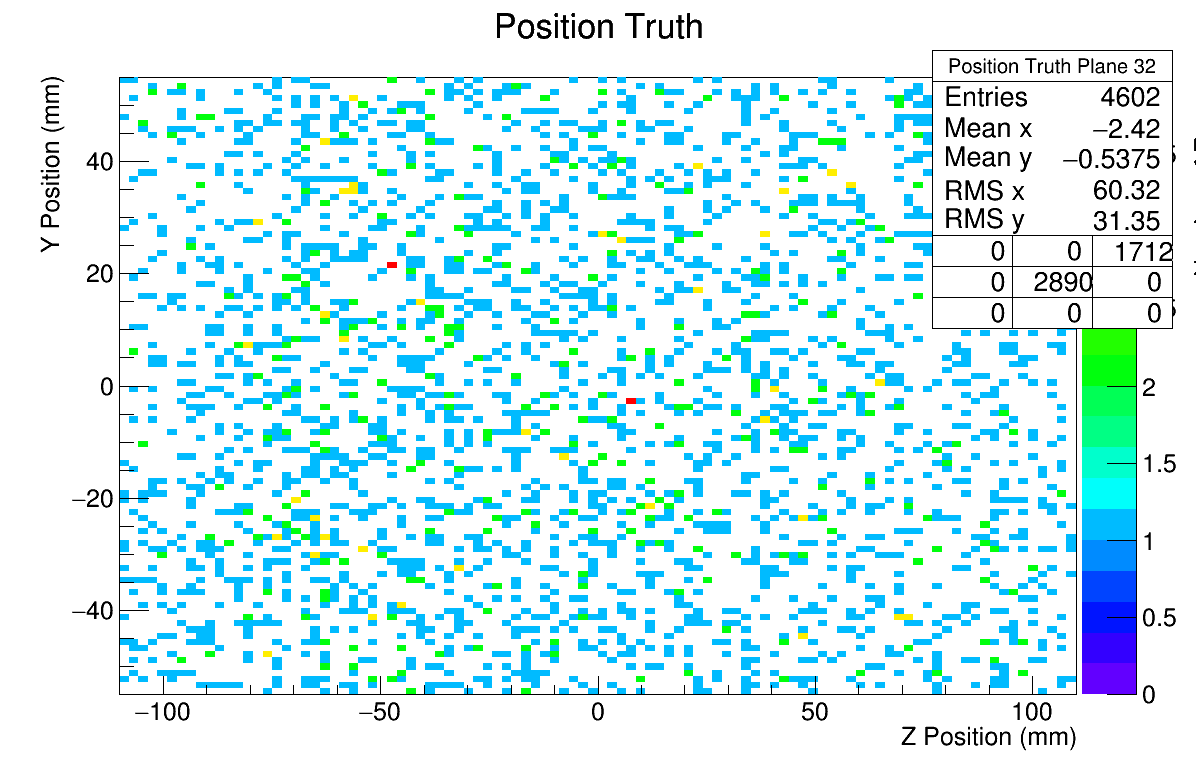 Position Truth
Position Truth Plane 32
Entries 4602
Mean x −2.42
Mean y −0.5375
RMS x 60.32
RMS y 31.35
0 0 1712
0 2890 0
0 0 0
Y Position (mm)
40
20
0
−20
−40
2
1.5
1
0.5
0
−100 −50 0 50 100
Z Position (mm)